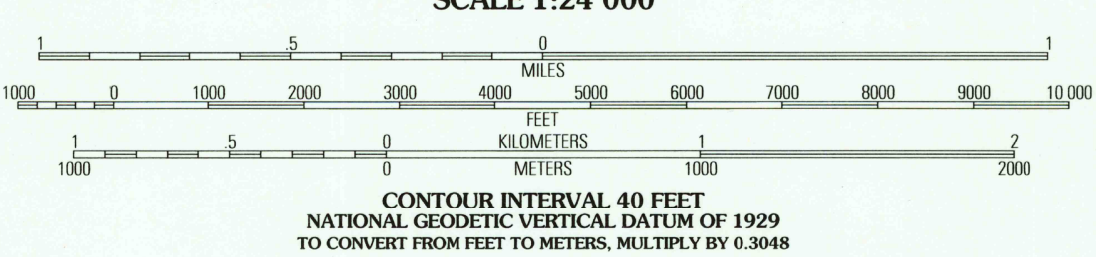 SCALE 1:24 000
1 .5 0 1
MILES
1000 0 1000 2000 3000 4000 5000 6000 7000 8000 9000 10 000
FEET
1 .5 0 KILOMETERS 1 2
1000 0 METERS 1000 2000
CONTOUR INTERVAL 40 FEET
NATIONAL GEODETIC VERTICAL DATUM OF 1929
TO CONVERT FROM FEET TO METERS, MULTIPLY BY 0.3048